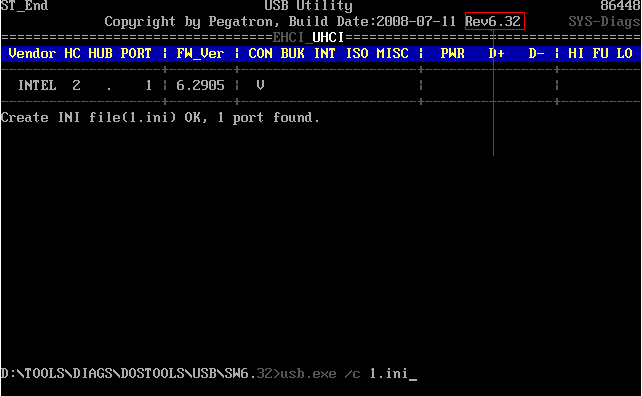 ST_End USB Utility 86448
Copyright by Pegatron, Build Date:2008-07-11 Rev6.32 SYS-Diags
EHCI_UHCI
Vendor HC HUB PORT ¦ FW_Ver ¦ CON BUK INT ISO MISC ¦ PWR D+ D- ¦ HI FU LO
INTEL 2 . 1 ¦ 6.2905 ¦ V ¦ ¦
Create INI file(1.ini) OK, 1 port found.
D:\TOOLS\DIAGS\DOSTOOLS\USB\SW6.32>usb.exe /c 1.ini_